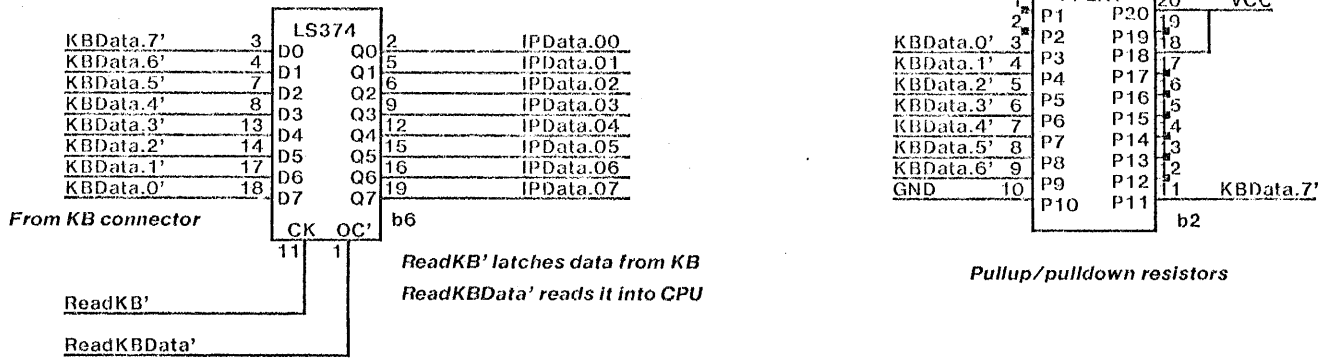 LS374
KBData.7' 3 D0 Q0 2 IPData.00
KBData.6' 4 D1 Q1 5 IPData.01
KBData.5' 7 D2 Q2 6 IPData.02
KBData.4' 8 D3 Q3 9 IPData.03
KBData.3' 13 D4 Q4 12 IPData.04
KBData.2' 14 D5 Q5 15 IPData.05
KBData.1' 17 D6 Q6 16 IPData.06
KBData.0' 18 D7 Q7 19 IPData.07
From KB connector
CK OC'
b6
11 1
ReadKB' latches data from KB
ReadKBData' reads it into CPU
ReadKB'
ReadKBData'
20 VCC
P1 P20
2 P2 P19 19
KBData.0' 3 P3 P18 18
KBData.1' 4 P4 P17 17
KBData.2' 5 P5 P16 16
KBData.3' 6 P6 P15 15
KBData.4' 7 P7 P14 14
KBData.5' 8 P8 P13 13
KBData.6' 9 P9 P12 12
GND 10 P10 P11 11 KBData.7'
b2
Pullup/pulldown resistors